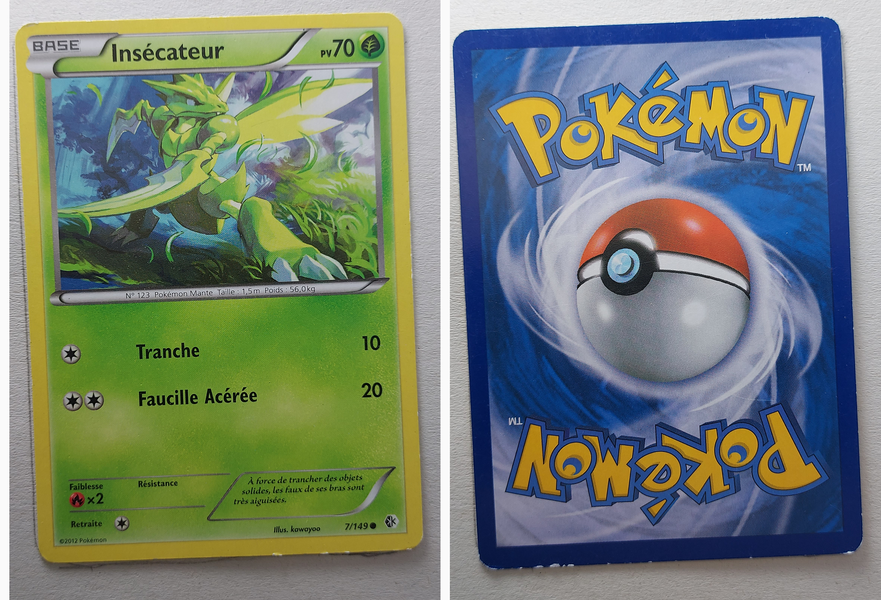 BASE
Insécateur
PV70
N° 123 Pokémon Mante Taille : 1,5m Poids : 56,0kg
Tranche 10
Faucille Acérée 20
Faiblesse Résistance
×2
Retraite
À force de trancher des objets
solides, les faux de ses bras sont
très aiguisées.
Illus. kawayoo 7/149
©2012 Pokémon
POKéMON
TM
TM
POKéMON